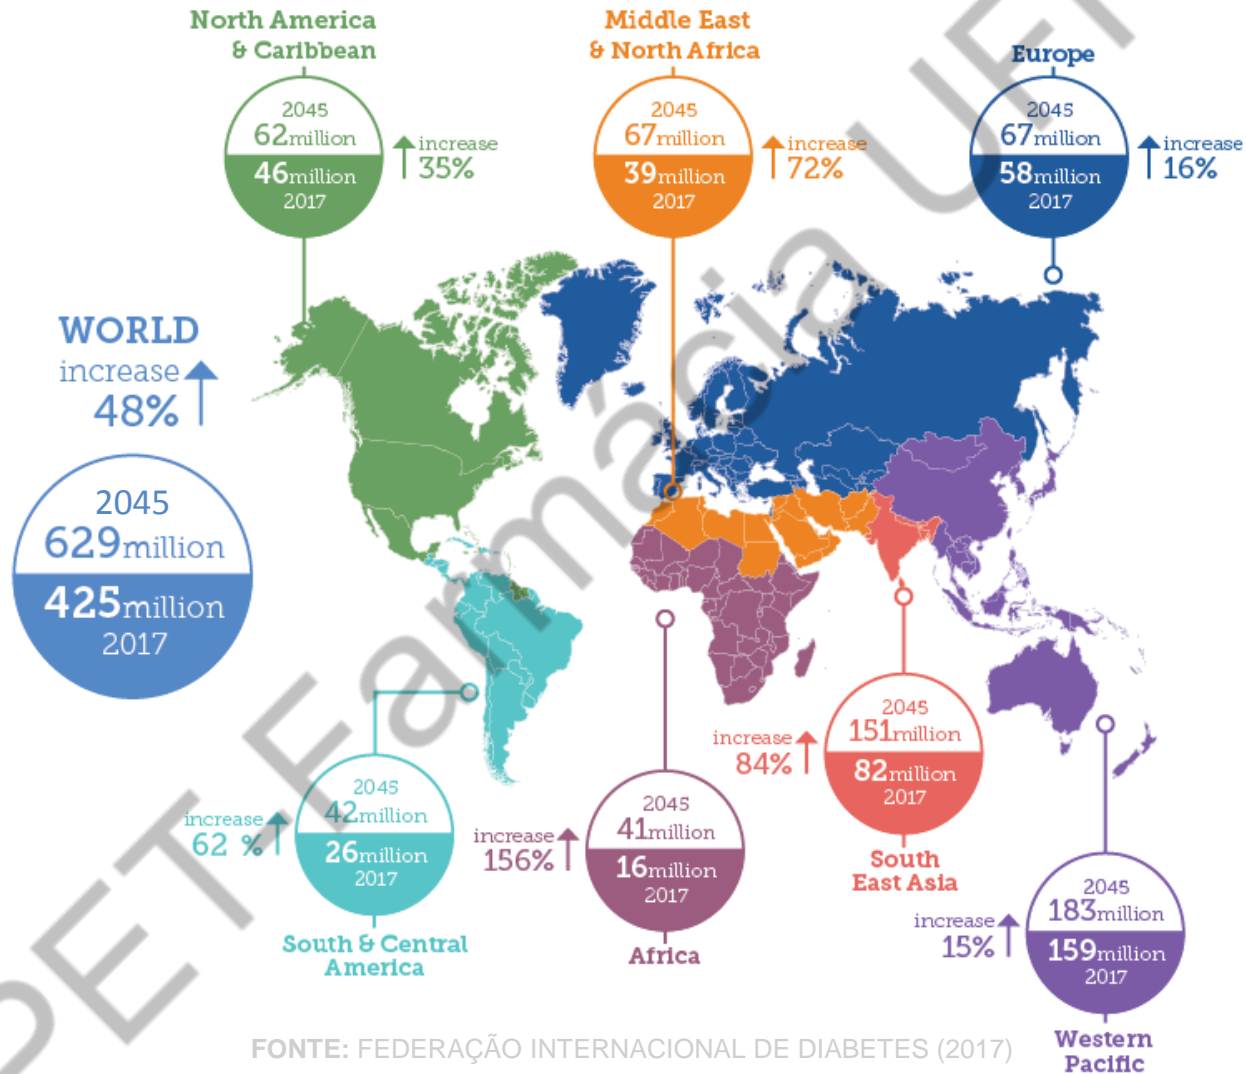 North America
& Caribbean
2045
62million
46million
2017
increase
35%
Middle East
& North Africa
2045
67million
39million
2017
increase
72%
Europe
2045
67million
58million
2017
increase
16%
WORLD
increase
48%
2045
629million
425million
2017
increase
62 %
2045
42million
26million
2017
South & Central
America
increase
156%
2045
41million
16million
2017
Africa
increase
84%
2045
151million
82million
2017
South
East Asia
increase
15%
2045
183million
159million
2017
Western
Pacific
FONTE: FEDERAÇÃO INTERNACIONAL DE DIABETES (2017)
PET-Farmácia